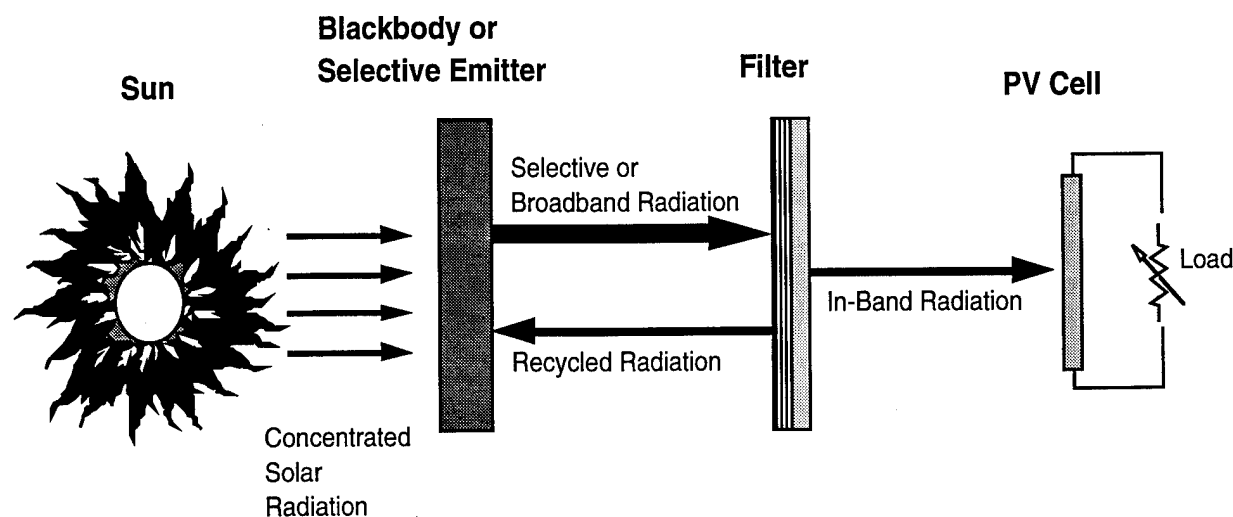 Sun
Blackbody or
Selective Emitter
Filter
PV Cell
Selective or
Broadband Radiation
In-Band Radiation
Load
Recycled Radiation
Concentrated
Solar
Radiation